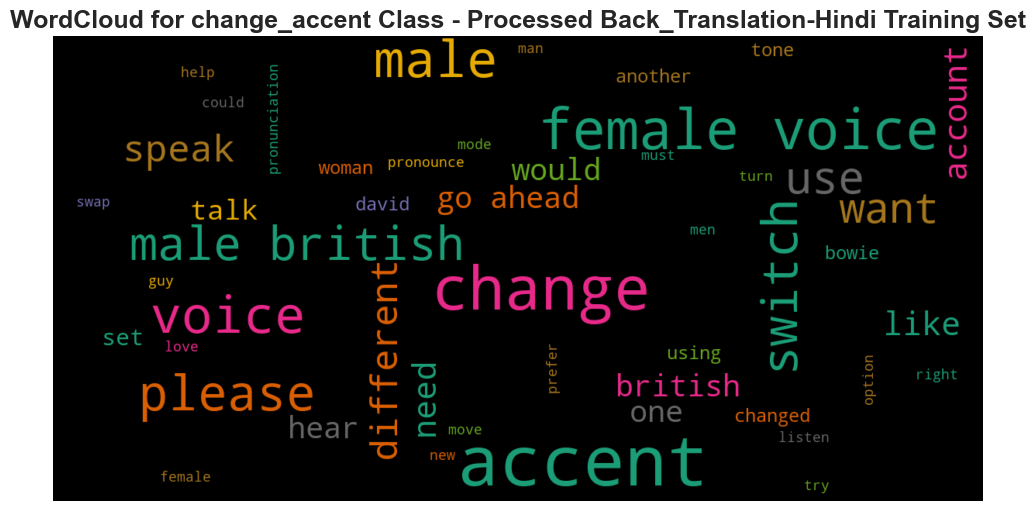 WordCloud for change_accent Class - Processed Back_Translation-Hindi Training Set
male
man
tone
help
another
account
could
pronunciation
female voice
speak
mode
must
woman
pronounce
would
turn
use
swap
talk
david
go ahead
want
switch
men
male british
bowie
guy
different
change
voice
like
set
love
using
prefer
need
option
right
please
british
one
changed
hear
move
listen
new
accent
female
try